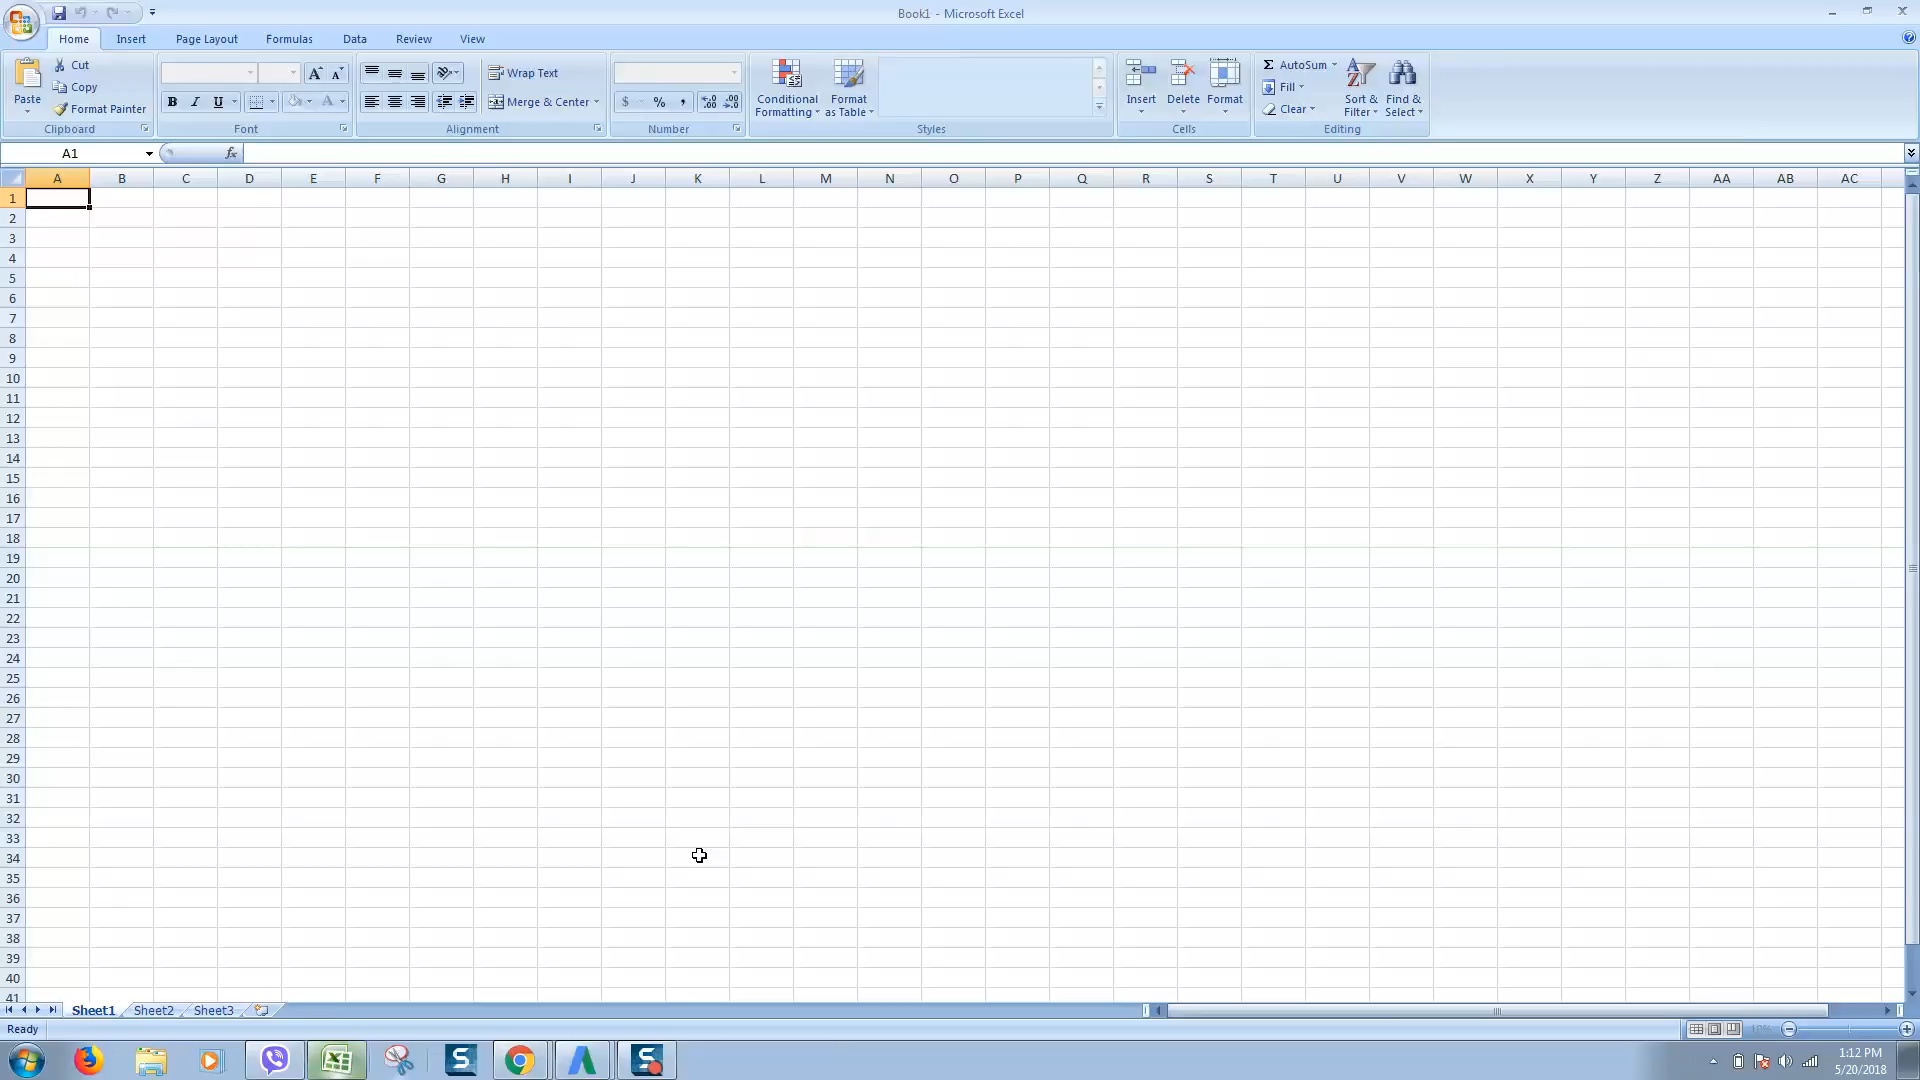 Book1 - Microsoft Excel
Home Insert Page Layout Formulas Data Review View
Paste
Cut
Copy
Format Painter
Clipboard
B I U
A A
A
Font
Wrap Text
Merge & Center
Alignment
$ % ,
.00 .0
Number
Conditional Formatting
Format as Table
Styles
Insert
Delete
Format
Cells
Σ AutoSum
Fill
Clear
Sort & Filter
Find & Select
Editing
A1
fx
A B C D E F G H I J K L M N O P Q R S T U V W X Y Z AA AB AC
1
2
3
4
5
6
7
8
9
10
11
12
13
14
15
16
17
18
19
20
21
22
23
24
25
26
27
28
29
30
31
32
33
34
35
36
37
38
39
40
41
Sheet1 Sheet2 Sheet3
Ready
1:12 PM
5/20/2018